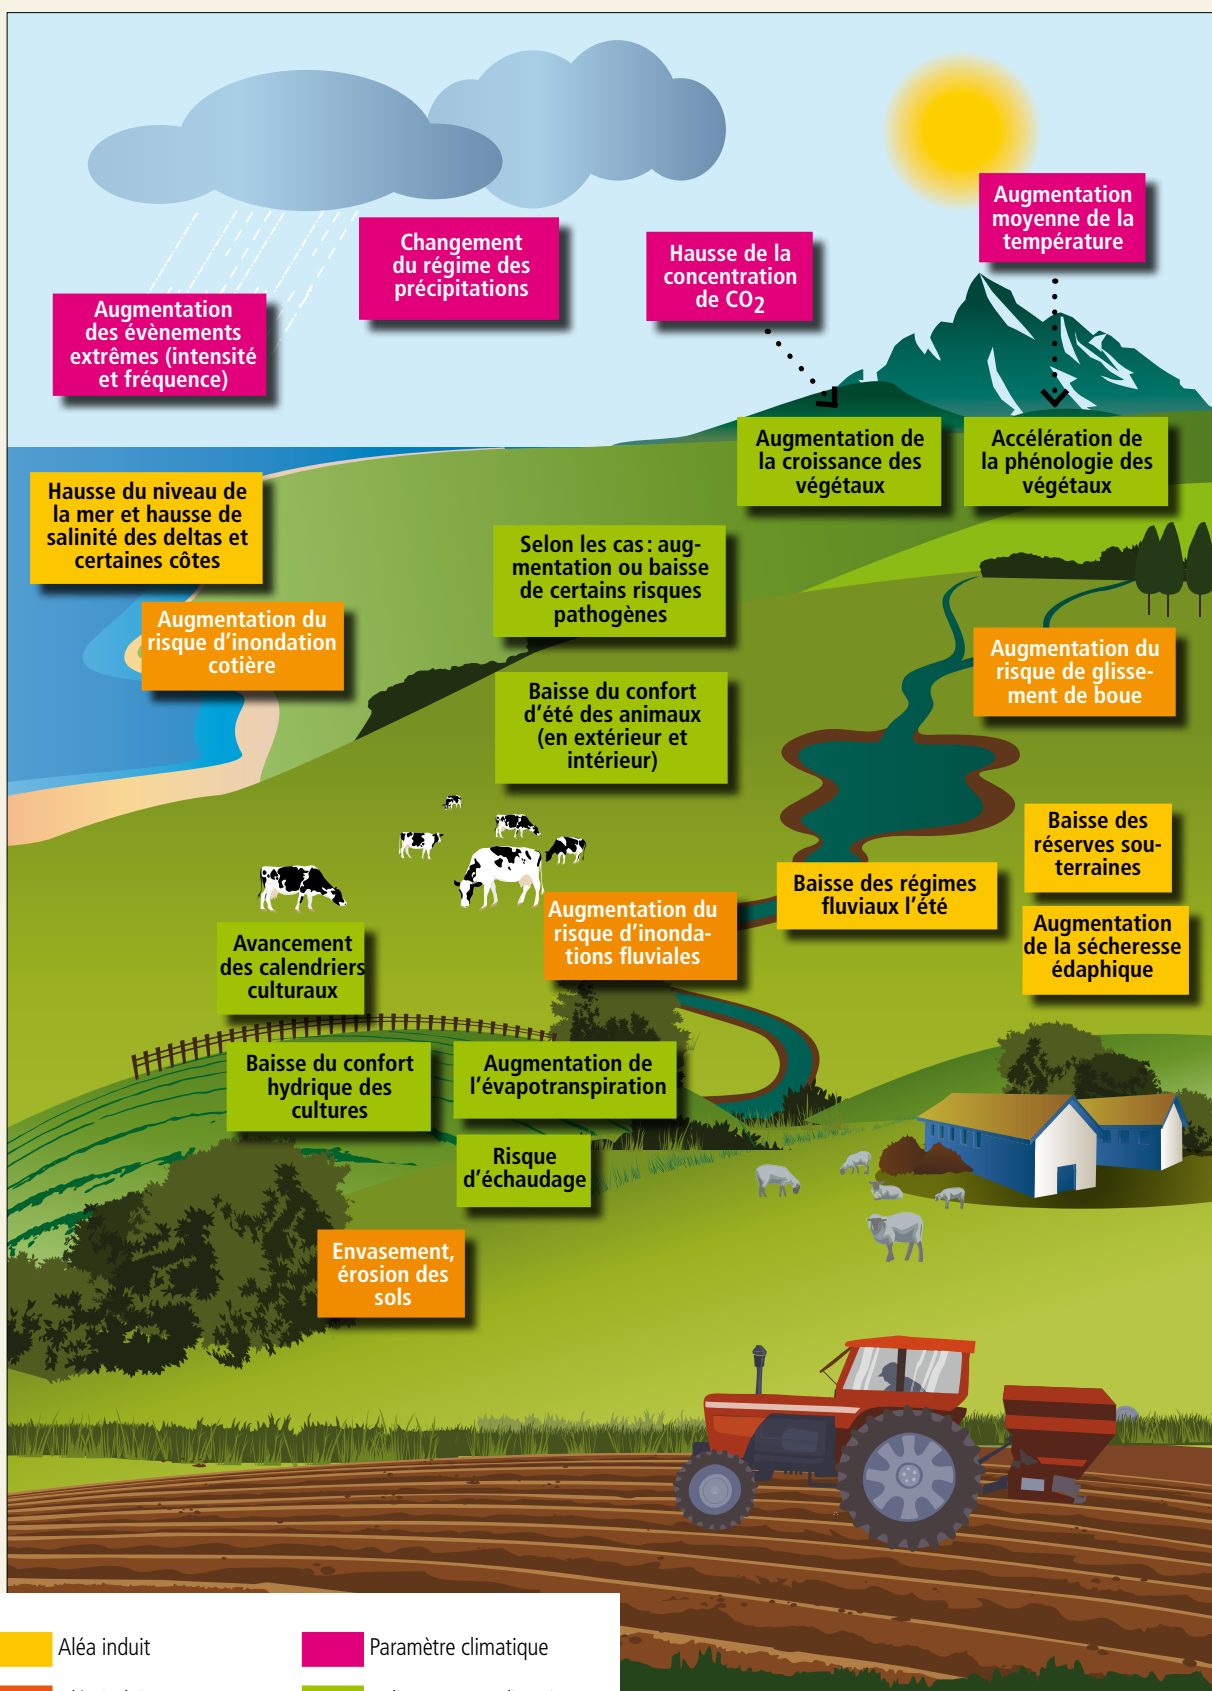 Augmentation
moyenne de la
température
Changement
du régime des
précipitations
Hausse de la
concentration
de CO2
Augmentation
des évènements
extrêmes (intensité
et fréquence)
Augmentation de
la croissance des
végétaux
Accélération de
la phénologie des
végétaux
Hausse du niveau de
la mer et hausse de
salinité des deltas et
certaines côtes
Selon les cas : aug-
mentation ou baisse
de certains risques
pathogènes
Augmentation du
risque d'inondation
cotière
Augmentation du
risque de glisse-
ment de boue
Baisse du confort
d'été des animaux
(en extérieur et
intérieur)
Baisse des
réserves sou-
terraines
Baisse des régimes
fluviaux l'été
Augmentation du
risque d'inonda-
tions fluviales
Augmentation
de la sécheresse
édaphique
Avancement
des calendriers
culturaux
Baisse du confort
hydrique des
cultures
Augmentation de
l'évapotranspiration
Risque
d'échaudage
Envasement,
érosion des
sols
Aléa induit
Paramètre climatique